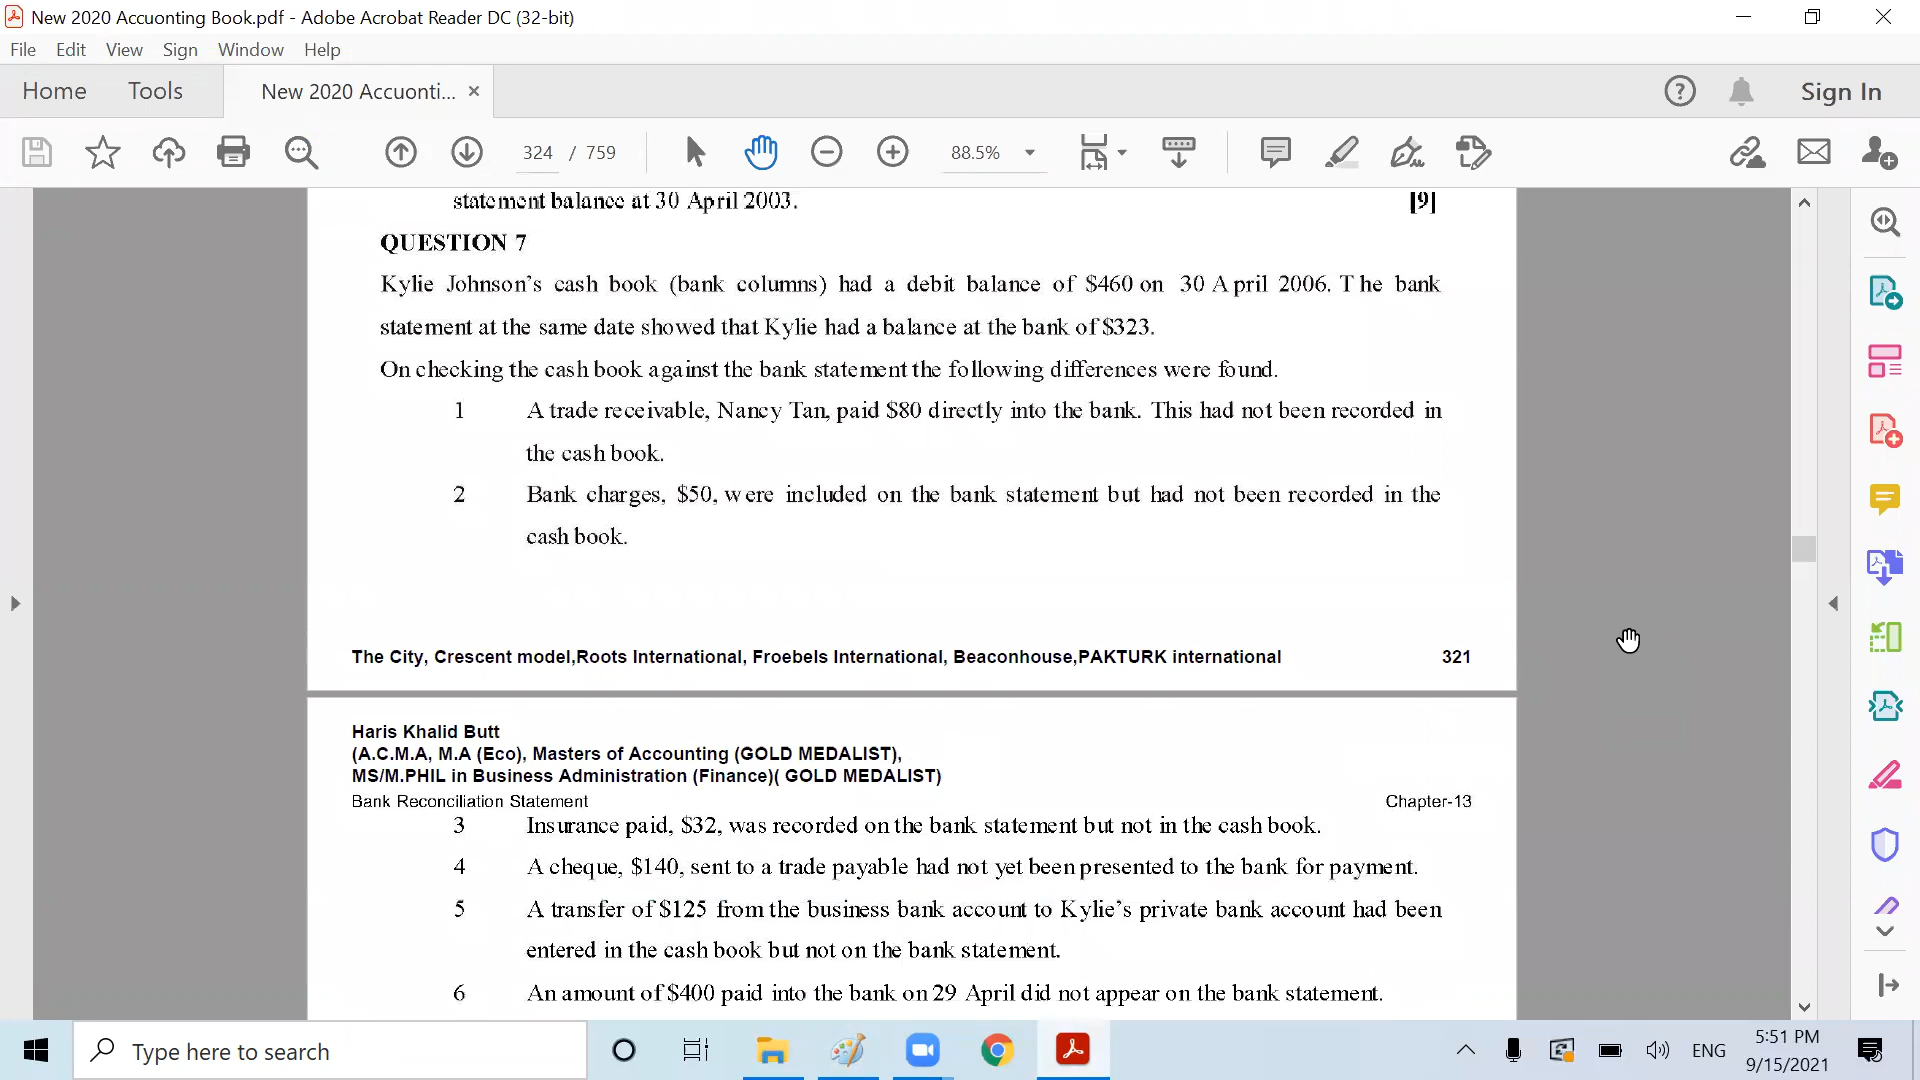 New 2020 Accuonting Book.pdf - Adobe Acrobat Reader DC (32-bit)
File Edit View Sign Window Help
Home Tools New 2020 Accuonti... × Sign In
324 / 759 88.5%
statement balance at 30 April 2003. [9]
QUESTION 7
Kylie Johnson's cash book (bank columns) had a debit balance of $460 on 30 April 2006. The bank
statement at the same date showed that Kylie had a balance at the bank of $323.
On checking the cash book against the bank statement the following differences were found.
1 A trade receivable, Nancy Tan, paid $80 directly into the bank. This had not been recorded in
the cash book.
2 Bank charges, $50, were included on the bank statement but had not been recorded in the
cash book.
The City, Crescent model,Roots International, Froebels International, Beaconhouse,PAKTURK international 321
Haris Khalid Butt
(A.C.M.A, M.A (Eco), Masters of Accounting (GOLD MEDALIST),
MS/M.PHIL in Business Administration (Finance)( GOLD MEDALIST)
Bank Reconciliation Statement Chapter-13
3 Insurance paid, $32, was recorded on the bank statement but not in the cash book.
4 A cheque, $140, sent to a trade payable had not yet been presented to the bank for payment.
5 A transfer of $125 from the business bank account to Kylie's private bank account had been
entered in the cash book but not on the bank statement.
6 An amount of $400 paid into the bank on 29 April did not appear on the bank statement.
Type here to search
ENG
5:51 PM
9/15/2021